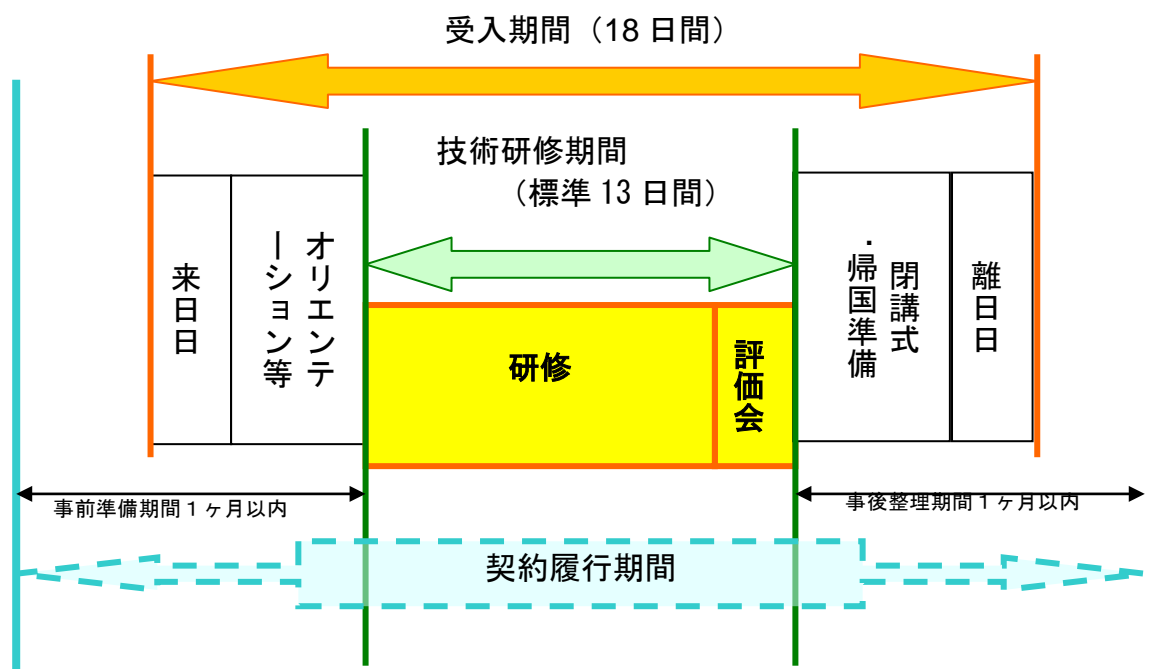 受入期間（18 日間）
技術研修期間
（標準 13 日間）
来日日
オリエンテ
ーション等
研修
評価会
閉講式
・帰国準備
離日日
事前準備期間１ヶ月以内
事後整理期間１ヶ月以内
契約履行期間